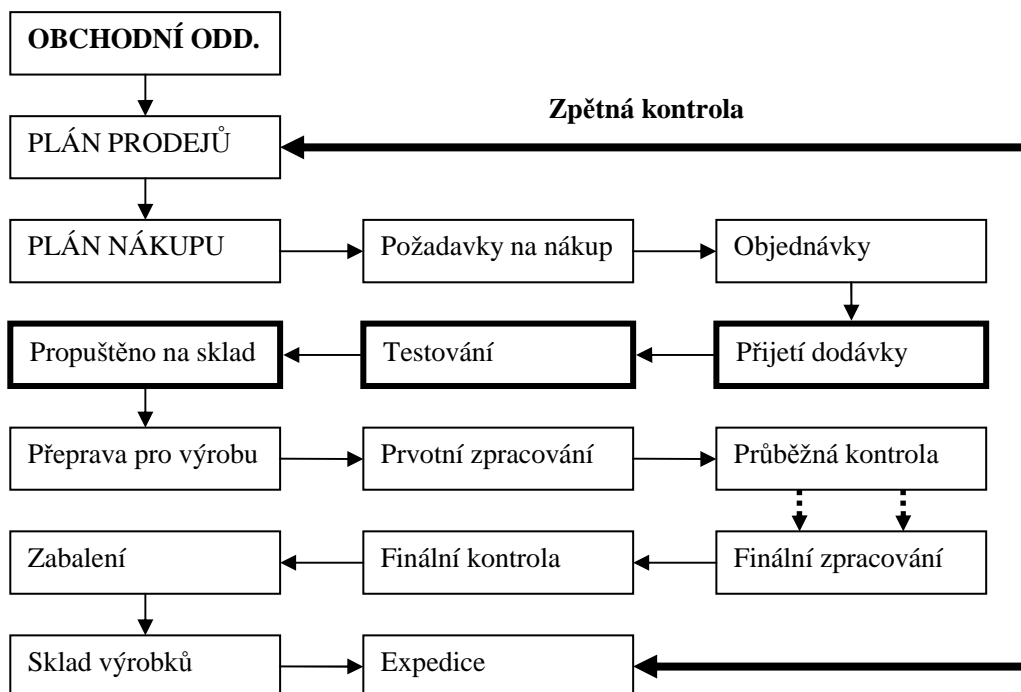 OBCHODNÍ ODD.
Zpětná kontrola
PLÁN PRODEJŮ
PLÁN NÁKUPU
Požadavky na nákup
Objednávky
Propuštěno na sklad
Testování
Přijetí dodávky
Přeprava pro výrobu
Prvotní zpracování
Průběžná kontrola
Zabalení
Finální kontrola
Finální zpracování
Sklad výrobků
Expedice